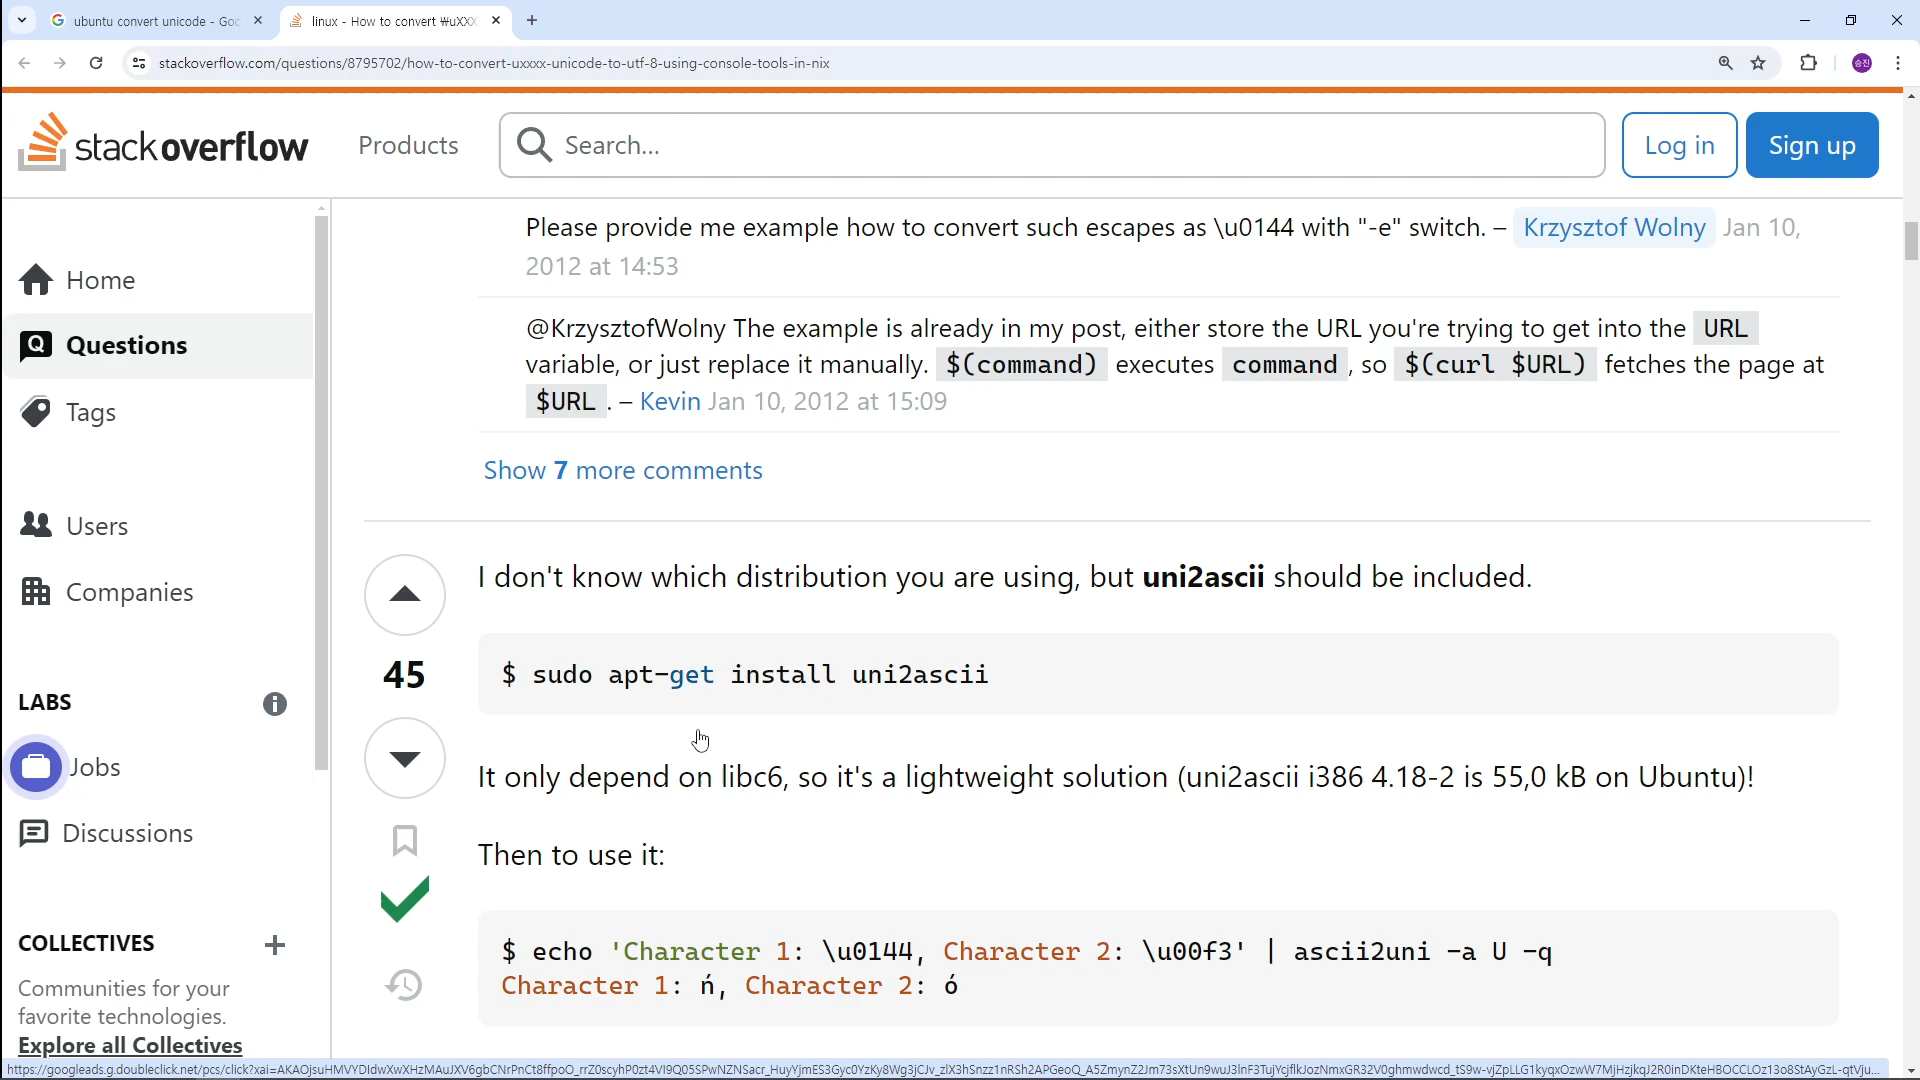 ubuntu convert unicode - Goo
linux - How to convert ₩uXXX
stackoverflow.com/questions/8795702/how-to-convert-uxxxx-unicode-to-utf-8-using-console-tools-in-nix
승진
stackoverflow
Products
Search...
Log in
Sign up
Home
Questions
Tags
Users
Companies
LABS
Jobs
Discussions
COLLECTIVES
Communities for your
favorite technologies.
Explore all Collectives
Please provide me example how to convert such escapes as \u0144 with "-e" switch. – Krzysztof Wolny Jan 10,
2012 at 14:53
@KrzysztofWolny The example is already in my post, either store the URL you're trying to get into the URL
variable, or just replace it manually. $(command) executes command , so $(curl $URL) fetches the page at
$URL . – Kevin Jan 10, 2012 at 15:09
Show 7 more comments
I don't know which distribution you are using, but uni2ascii should be included.
45
$ sudo apt-get install uni2ascii
It only depend on libc6, so it's a lightweight solution (uni2ascii i386 4.18-2 is 55,0 kB on Ubuntu)!
Then to use it:
$ echo 'Character 1: \u0144, Character 2: \u00f3' | ascii2uni -a U -q
Character 1: ń, Character 2: ó